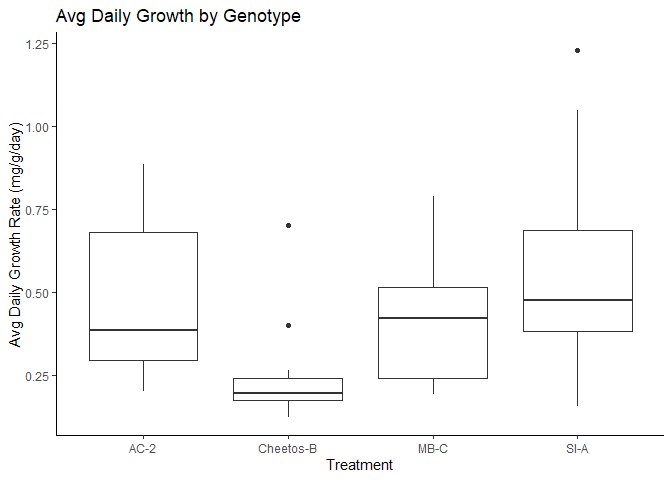 Avg Daily Growth by Genotype
Avg Daily Growth Rate (mg/g/day)
1.25
1.00
0.75
0.50
0.25
AC-2 Cheetos-B MB-C SI-A
Treatment